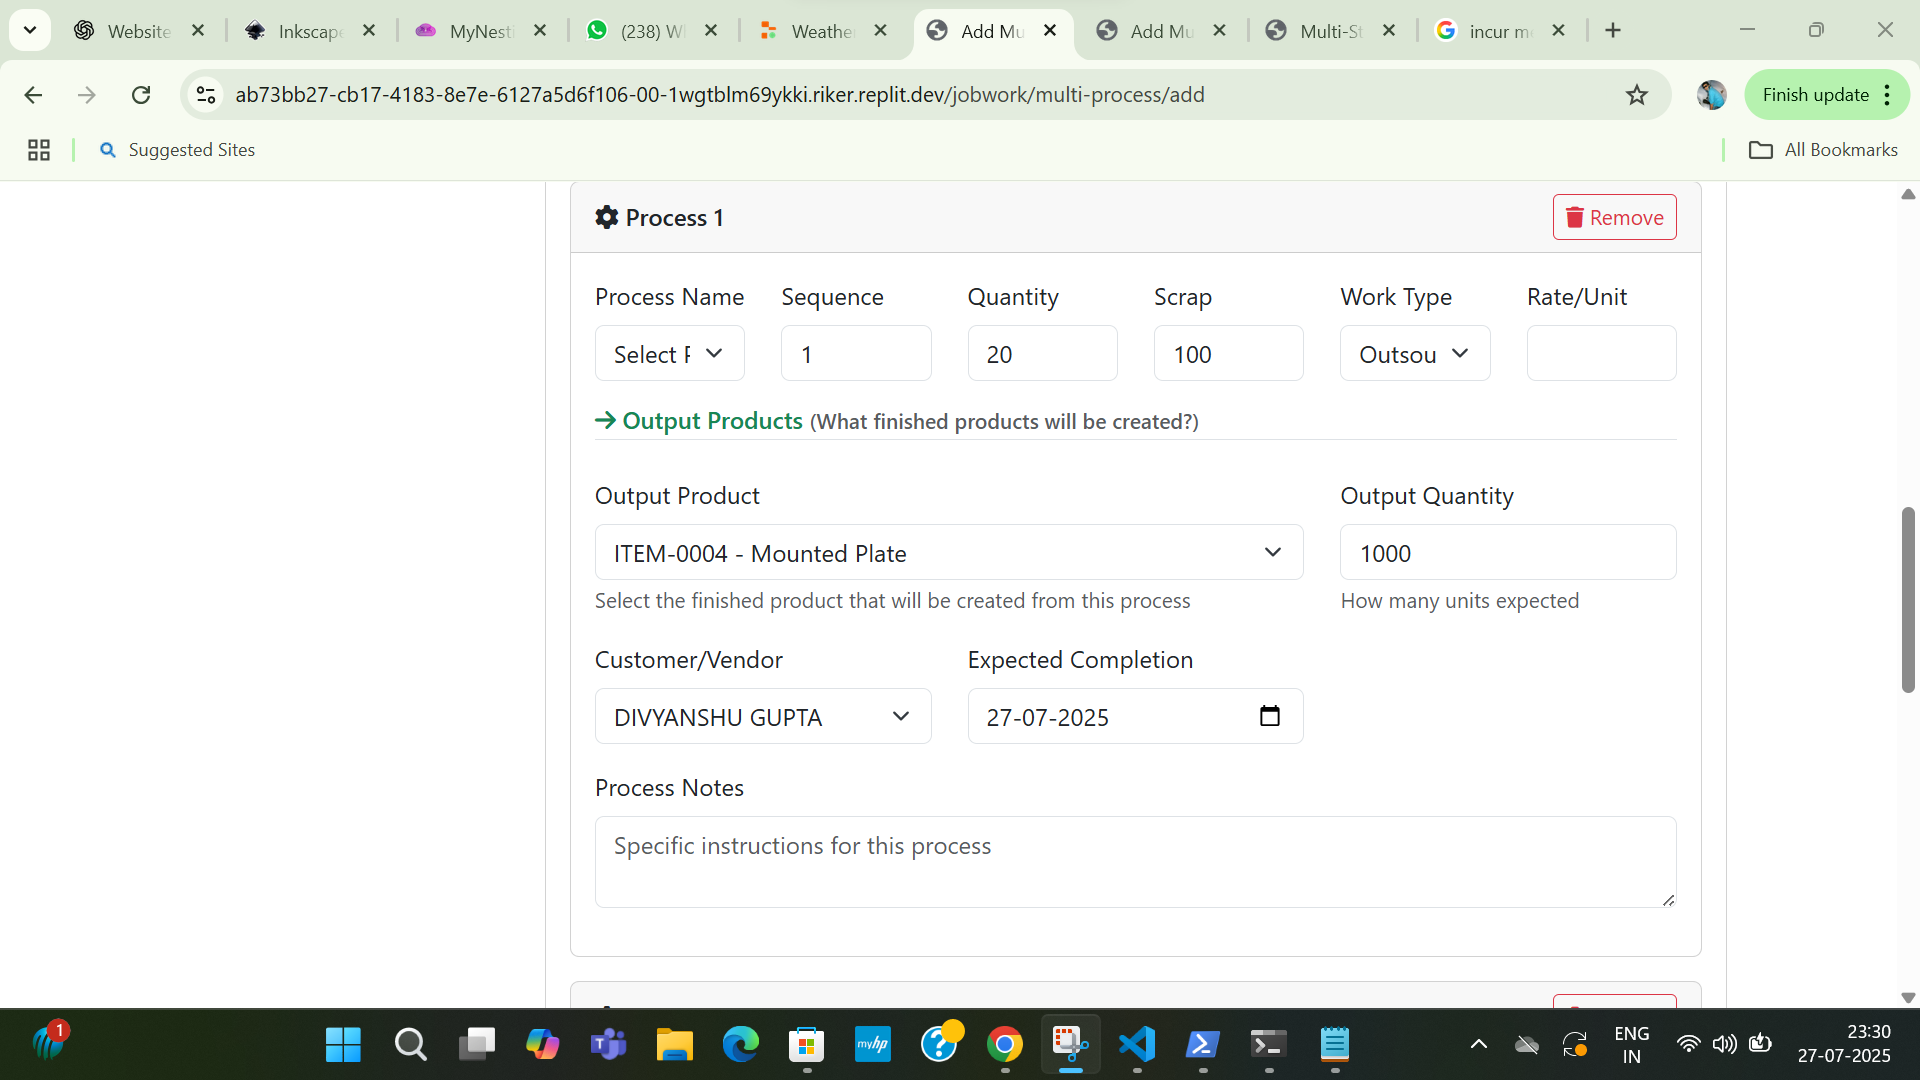 Website
Inkscape
MyNesti
(238) W
Weather
Add Mu
Add Mu
Multi-St
incur m
ab73bb27-cb17-4183-8e7e-6127a5d6f106-00-1wgtblm69ykki.riker.replit.dev/jobwork/multi-process/add
Finish update
Suggested Sites
All Bookmarks
Process 1
Remove
Process Name
Sequence
Quantity
Scrap
Work Type
Rate/Unit
Select
1
20
100
Outsou
Output Products (What finished products will be created?)
Output Product
Output Quantity
ITEM-0004 - Mounted Plate
1000
Select the finished product that will be created from this process
How many units expected
Customer/Vendor
Expected Completion
DIVYANSHU GUPTA
27-07-2025
Process Notes
Specific instructions for this process
1
myhp
ENG
IN
23:30
27-07-2025